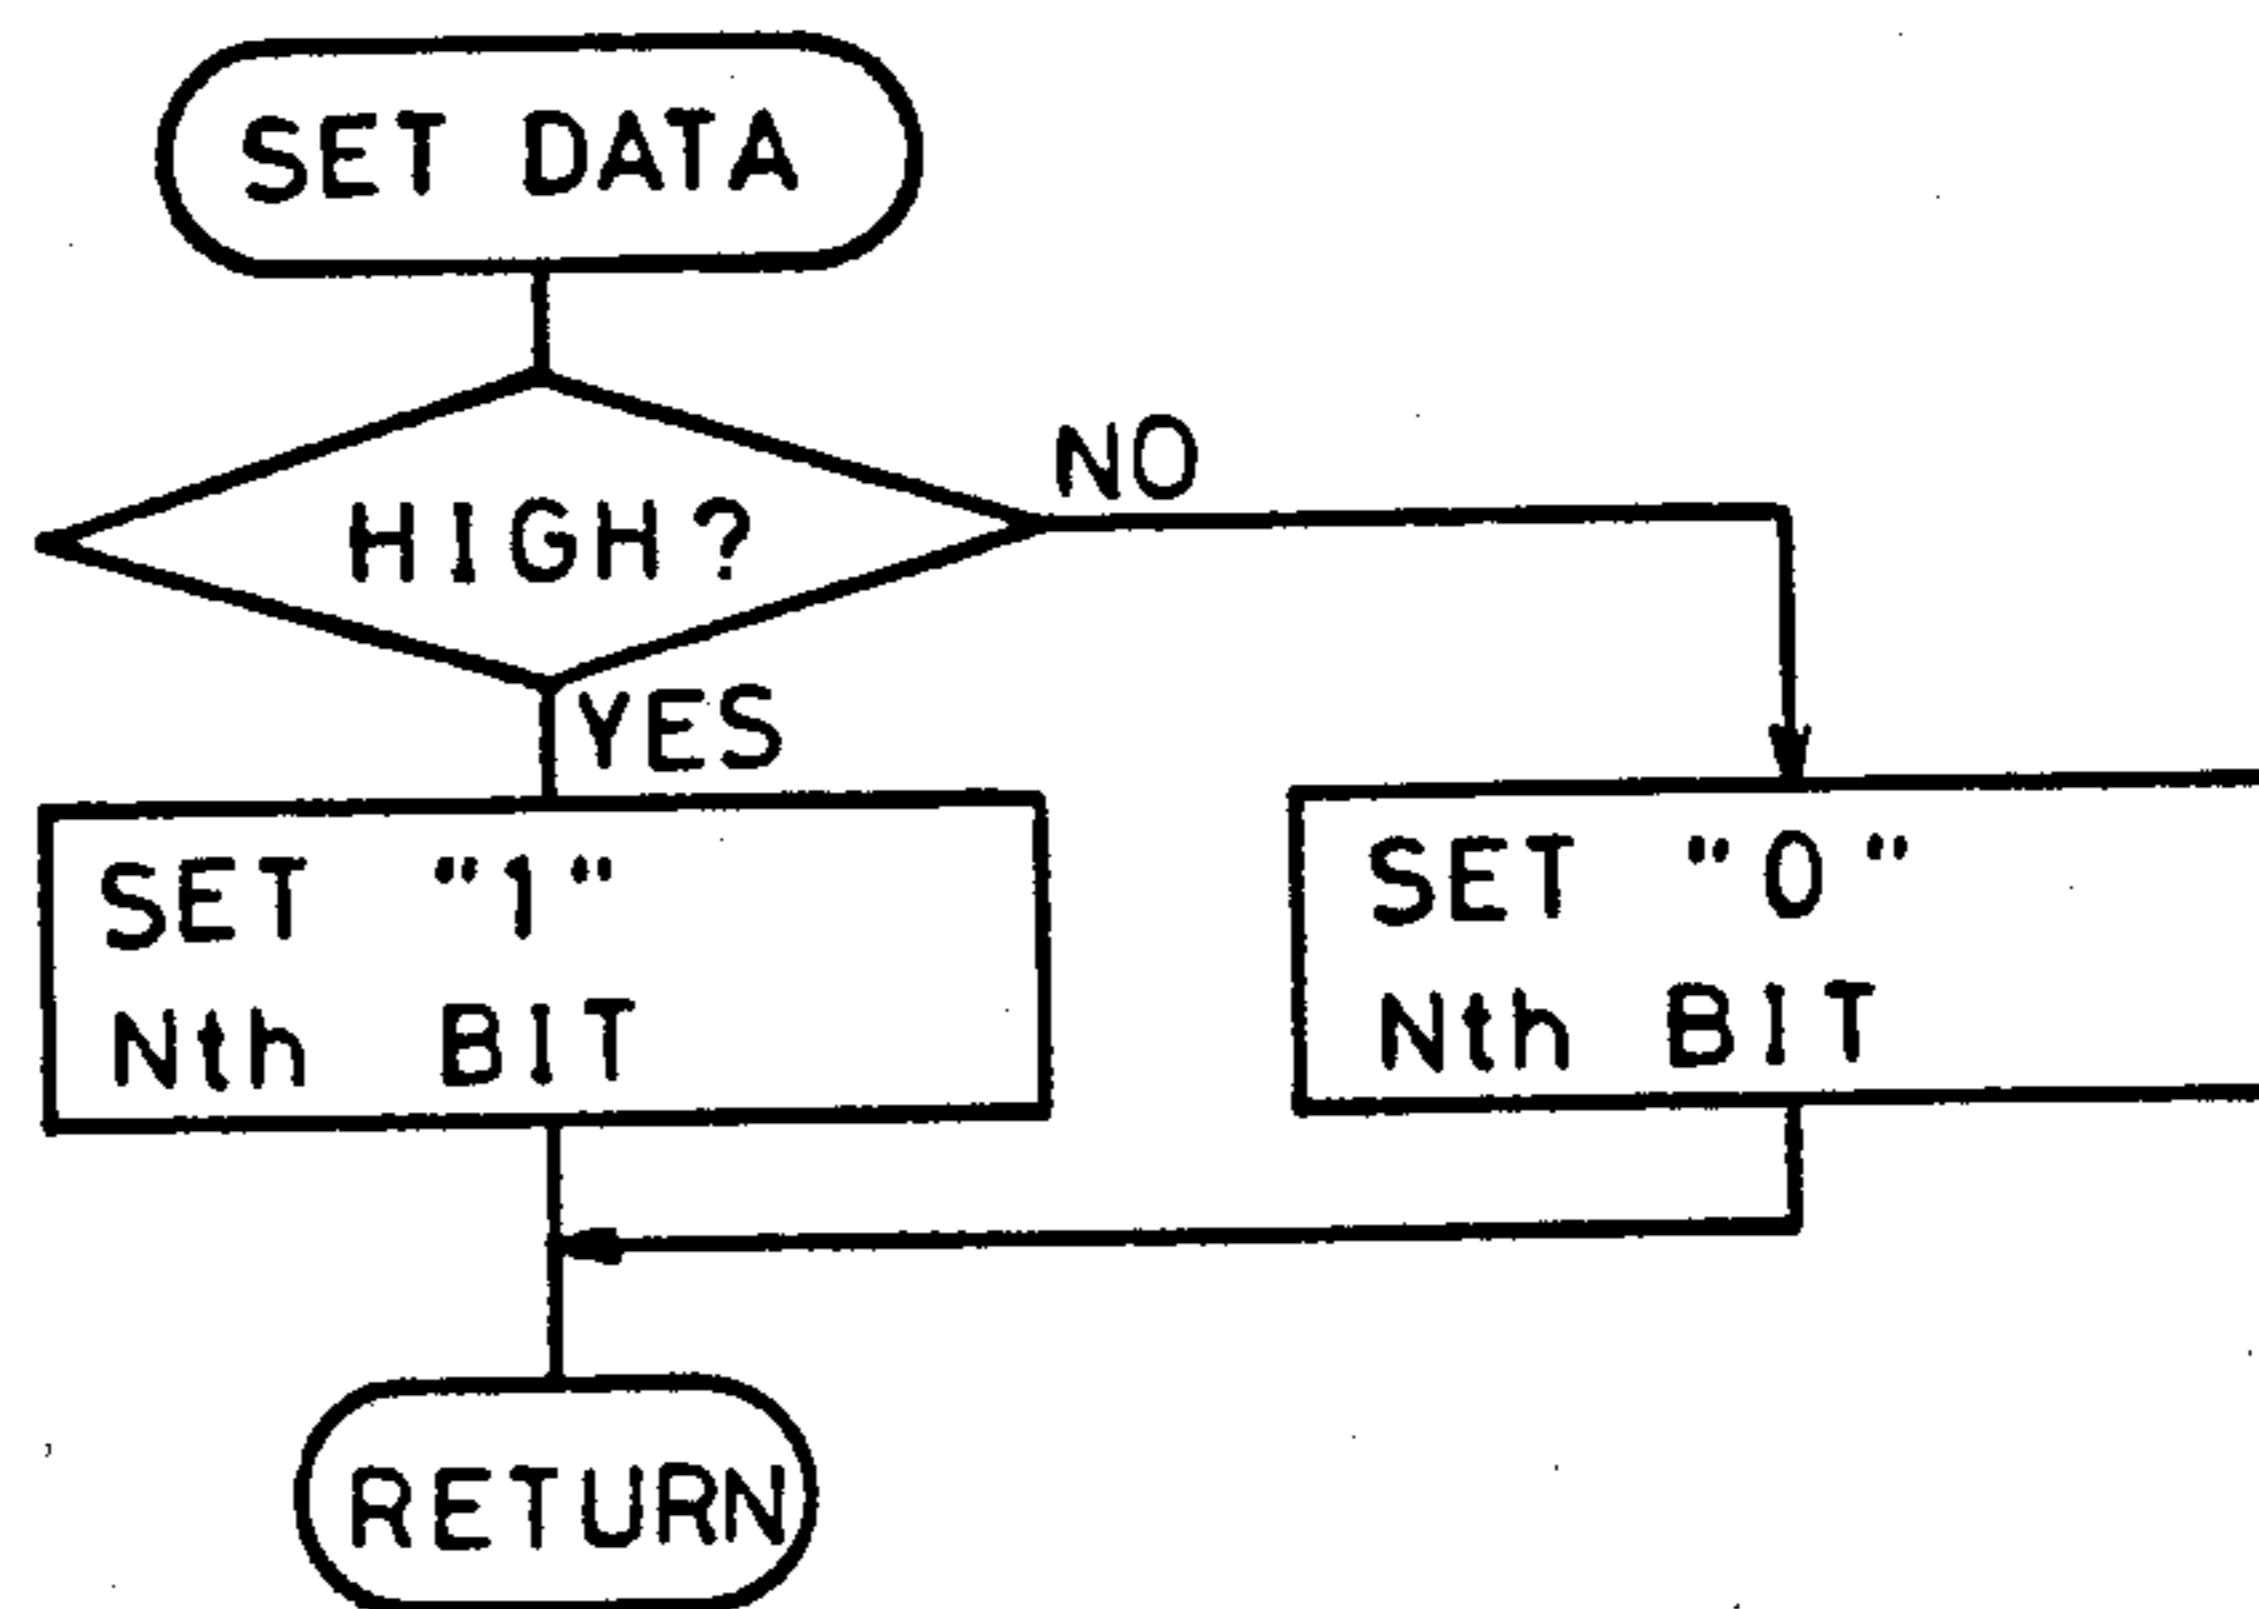 SET DATA
HIGH?
NO
YES
SET "1"
Nth BIT
SET "0"
Nth BIT
RETURN